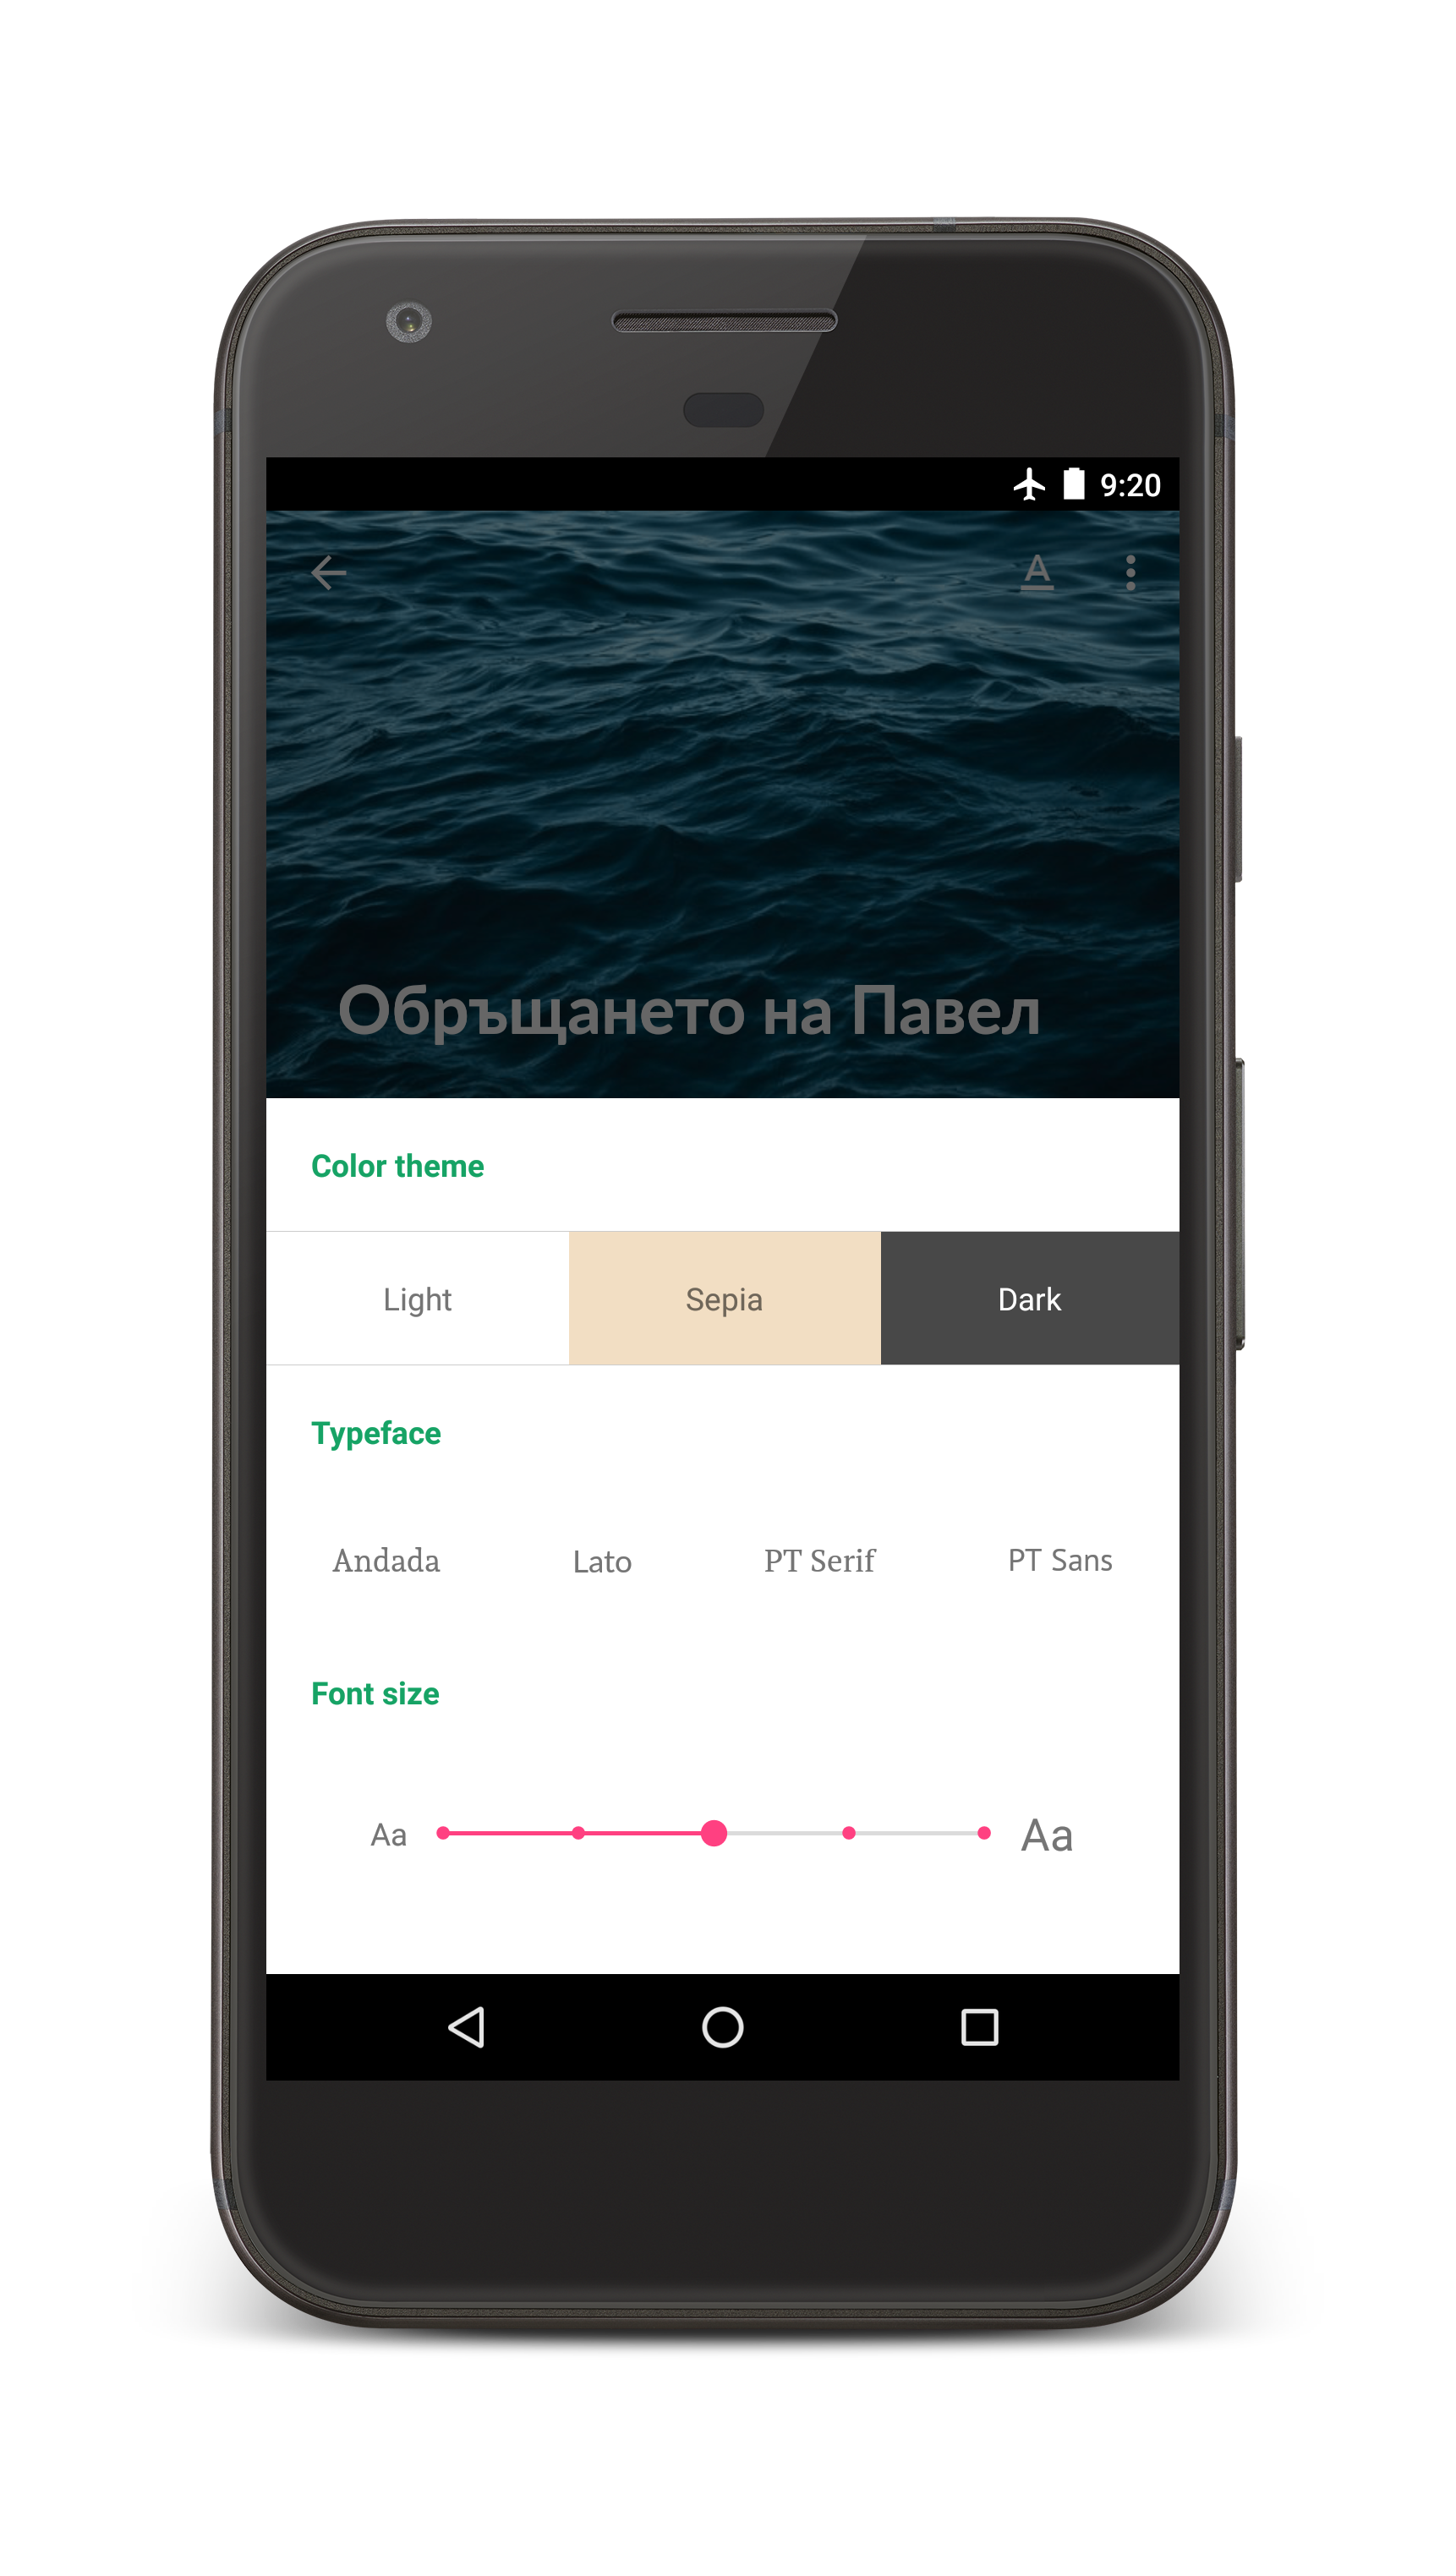 9:20
A
Обръщането на Павел
Color theme
Light Sepia Dark
Typeface
Andada Lato PT Serif PT Sans
Font size
Aa Aa